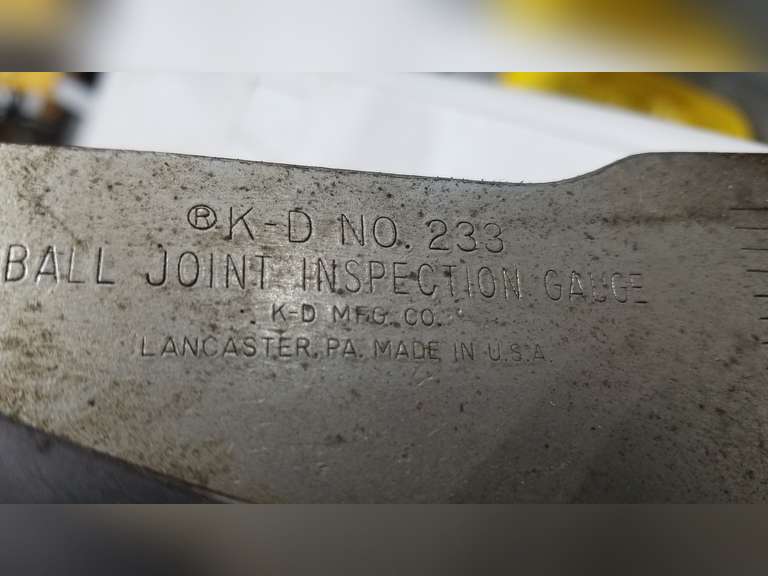 ® K-D NO. 233
BALL JOINT INSPECTION GAUGE
K-D MFG. CO.
LANCASTER, PA. MADE IN U.S.A.